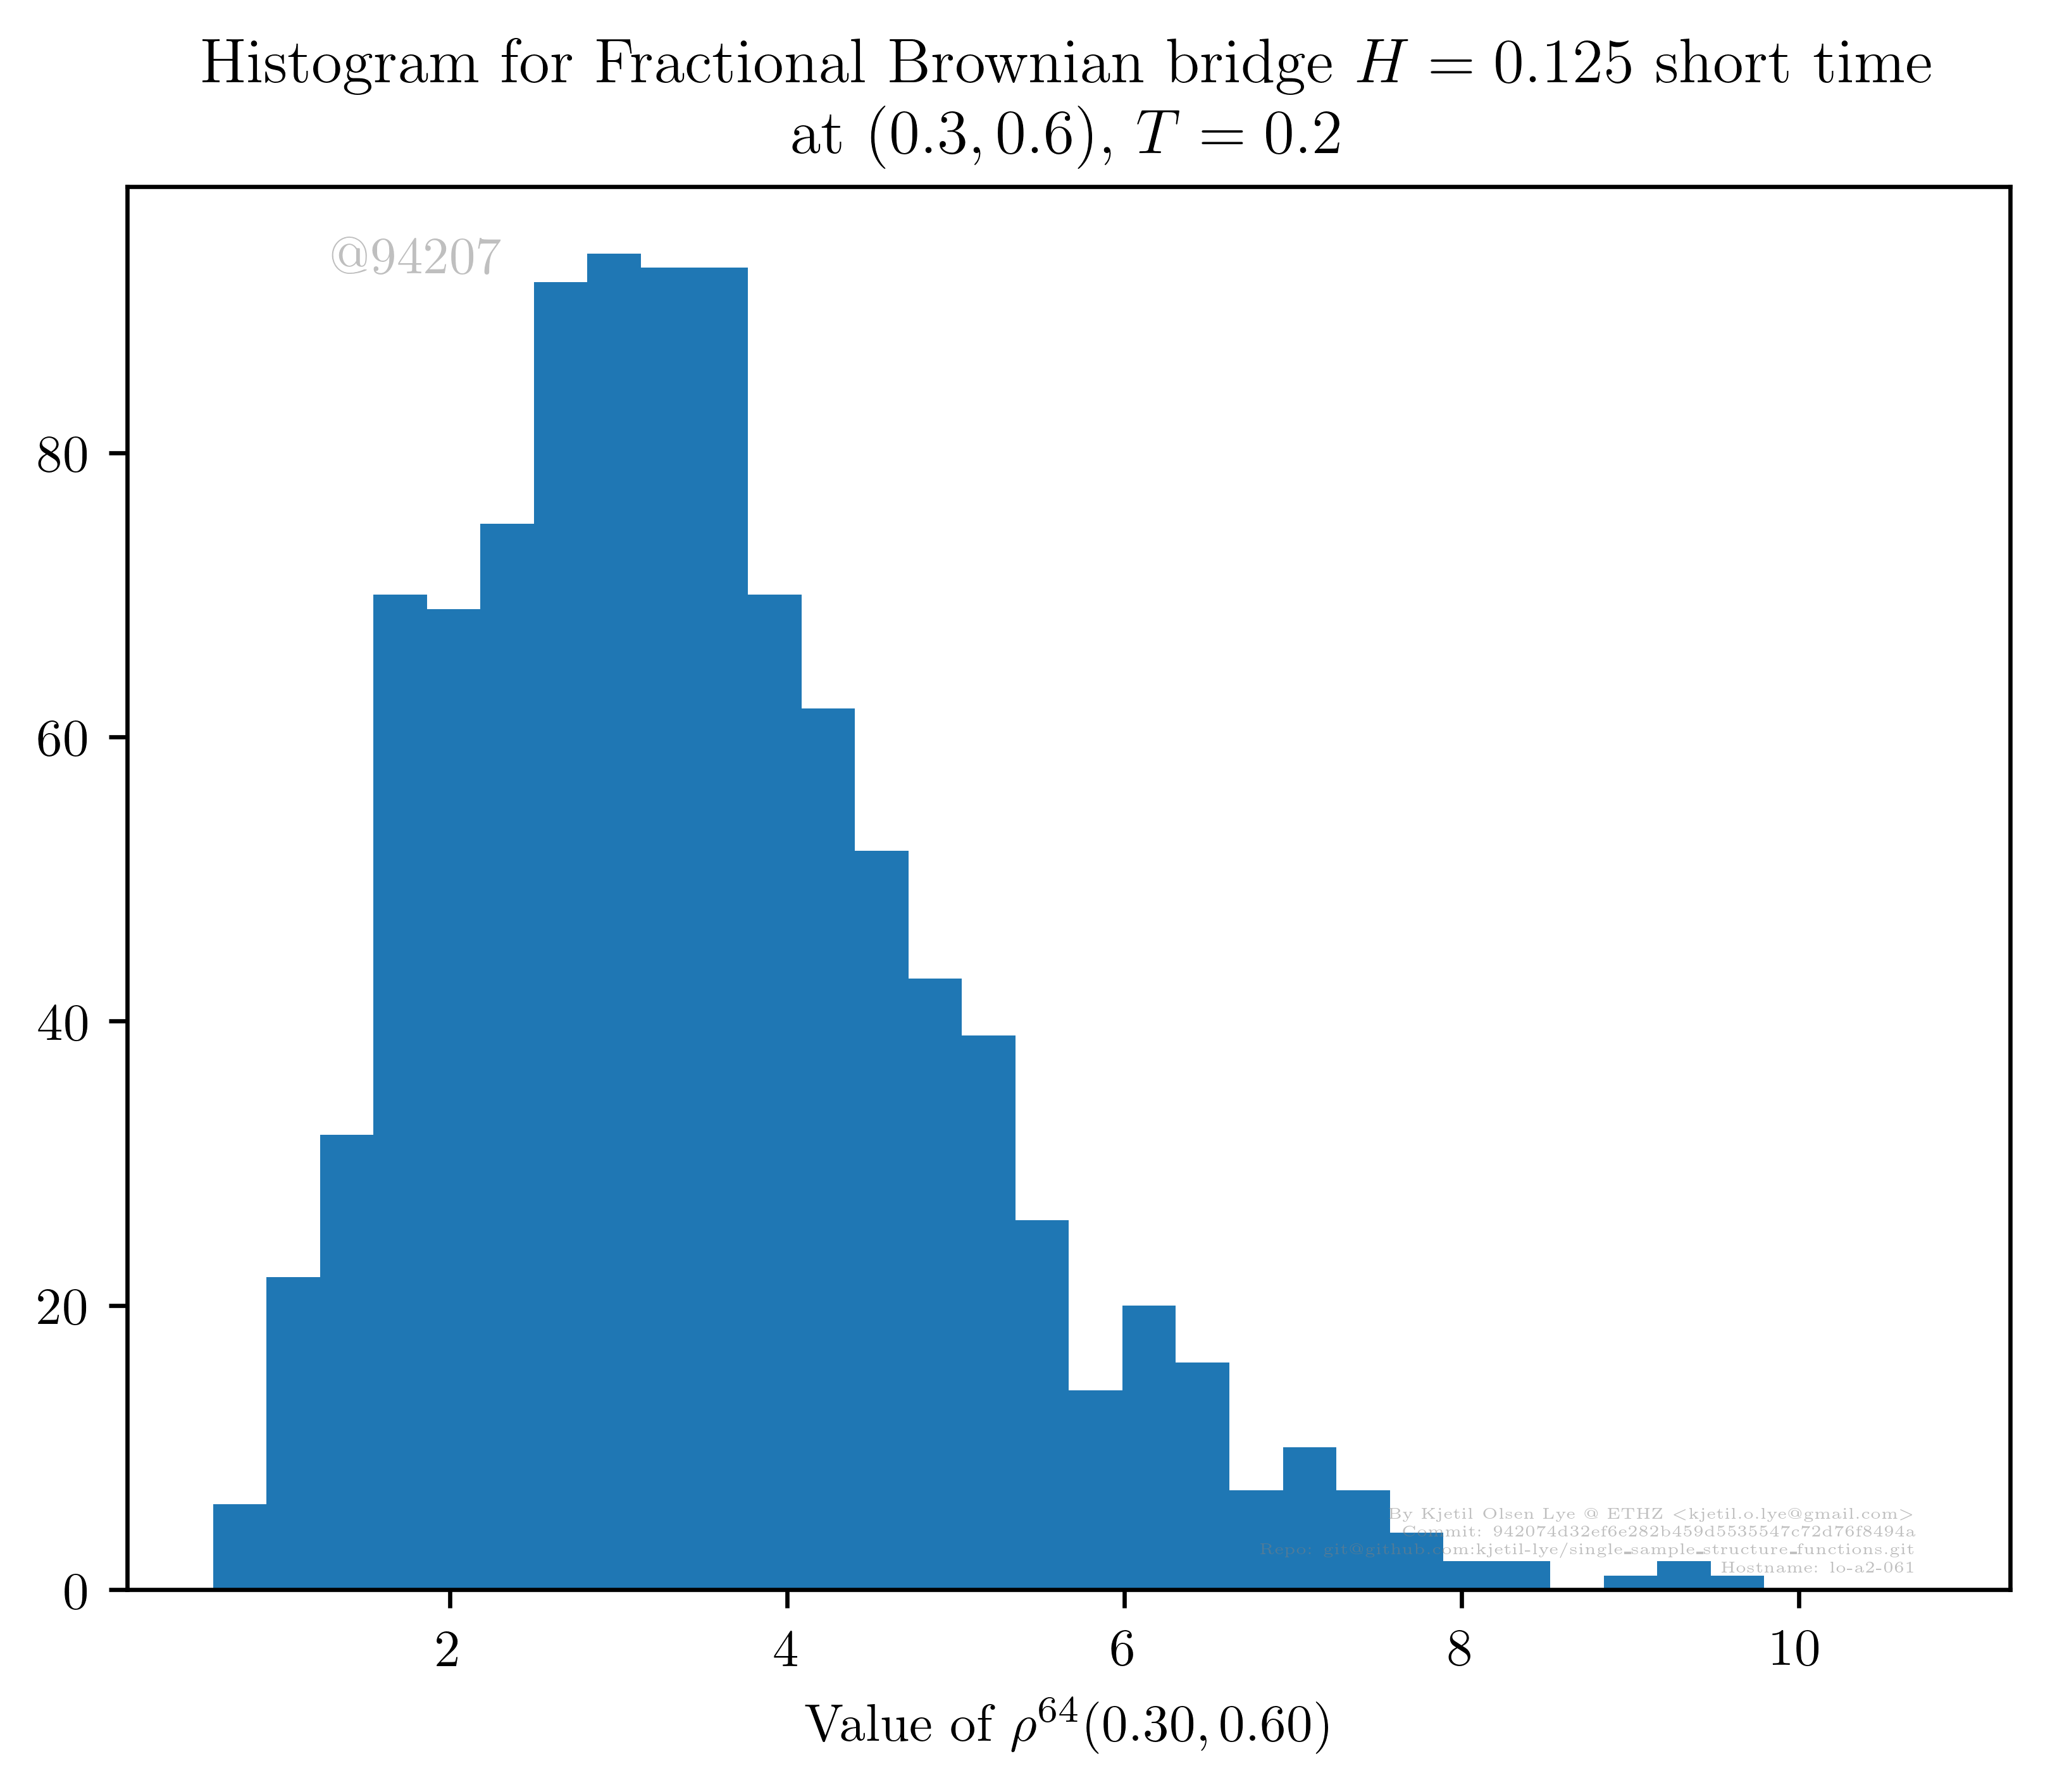 Histogram for Fractional Brownian bridge H = 0.125 short time
at (0.3, 0.6), T = 0.2
@94207
80
60
40
20
0
By Kjetil Olsen Lye @ ETHZ <kjetil.o.lye@gmail.com>
Commit: 942074d32ef6e282b459d5535547c72d76f8494a
Repo: git@github.com:kjetil-lye/single_sample_structure_functions.git
Hostname: lo-a2-061
2 4 6 8 10
Value of ρ⁶⁴(0.30, 0.60)